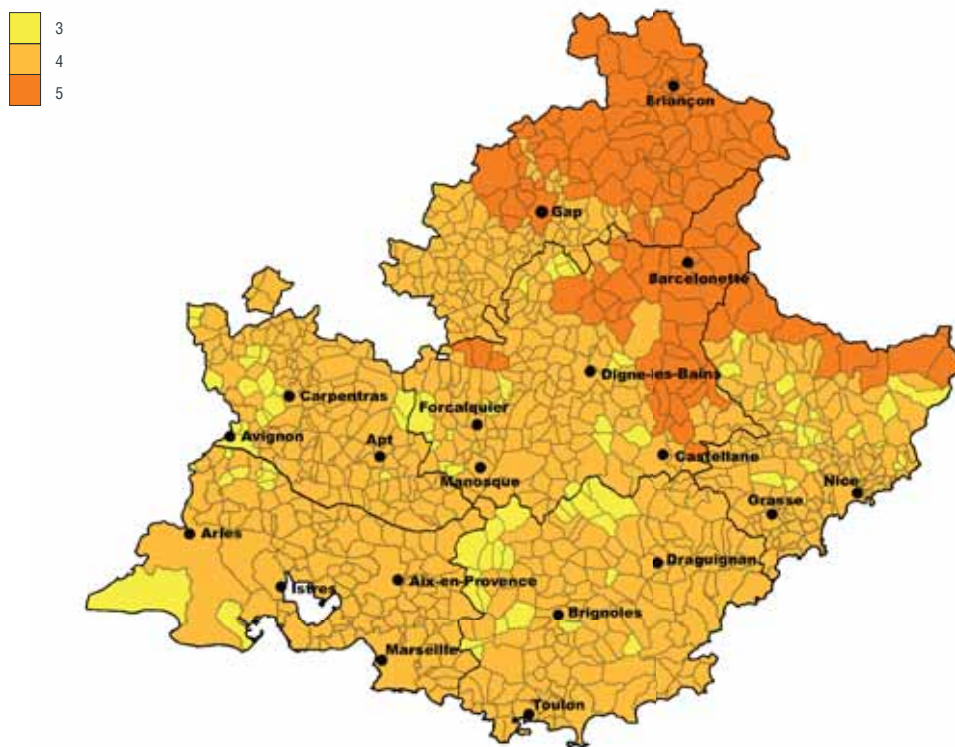 3
4
5
Briançon
Gap
Barcelonette
Digne-les-Bains
Carpentras
Forcalquier
Avignon
Apt
Castellane
Manosque
Nice
Grasse
Arles
Draguignan
Aix-en-Provence
Istres
Brignoles
Marseille
Toulon